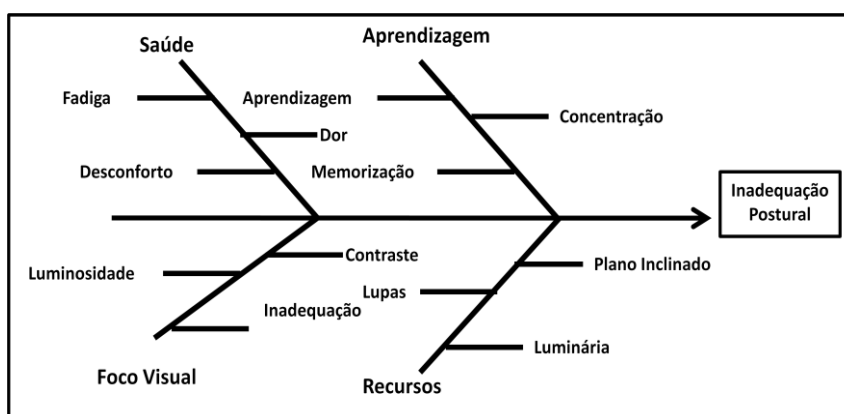 Saúde
Aprendizagem
Fadiga
Aprendizagem
Concentração
Dor
Desconforto
Memorização
Inadequação
Postural
Contraste
Plano Inclinado
Luminosidade
Lupas
Inadequação
Luminária
Foco Visual
Recursos